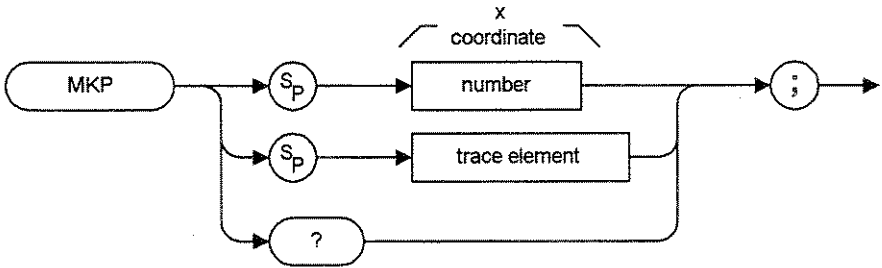 x
coordinate
MKP
SP
number
;
SP
trace element
?